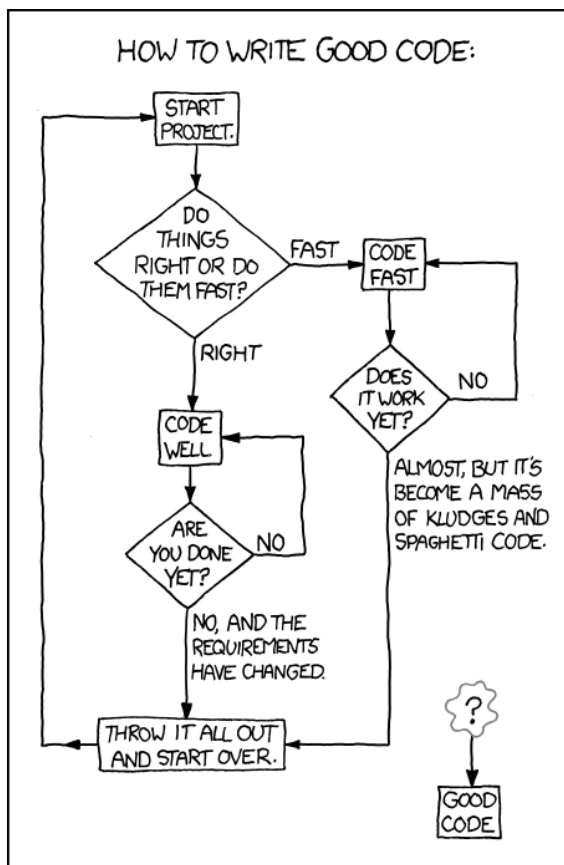 HOW TO WRITE GOOD CODE:
START
PROJECT.
DO
THINGS
RIGHT OR DO
THEM FAST?
FAST
CODE
FAST
RIGHT
DOES
IT WORK
YET?
NO
CODE
WELL
ALMOST, BUT IT'S
BECOME A MASS
OF KLUDGES AND
SPAGHETTI CODE.
ARE
YOU DONE
YET?
NO
NO, AND THE
REQUIREMENTS
HAVE CHANGED.
THROW IT ALL OUT
AND START OVER.
?
GOOD
CODE